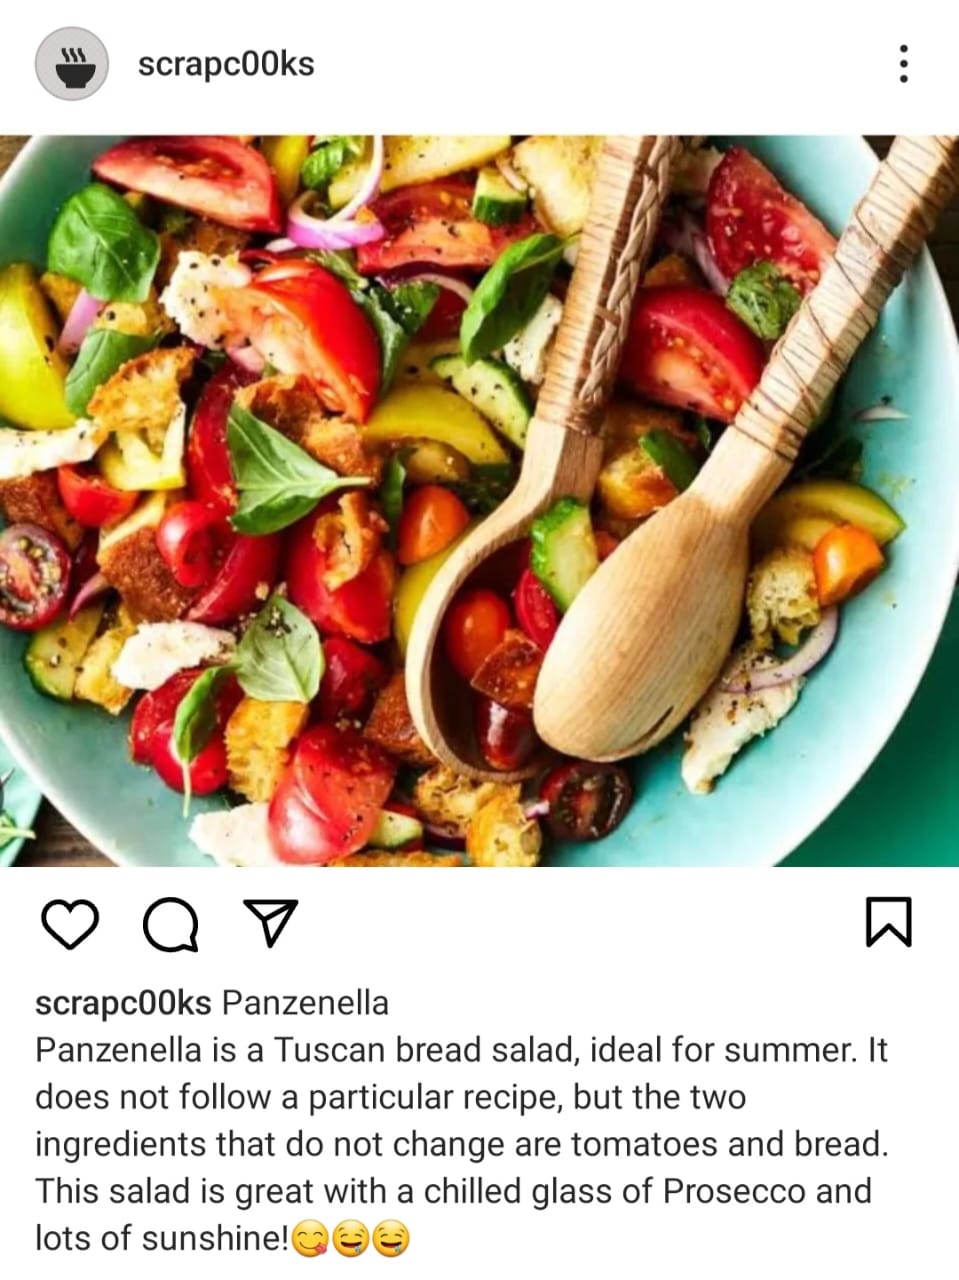 scrapc00ks
scrapc00ks Panzenella
Panzenella is a Tuscan bread salad, ideal for summer. It
does not follow a particular recipe, but the two
ingredients that do not change are tomatoes and bread.
This salad is great with a chilled glass of Prosecco and
lots of sunshine!😋🤤🤤